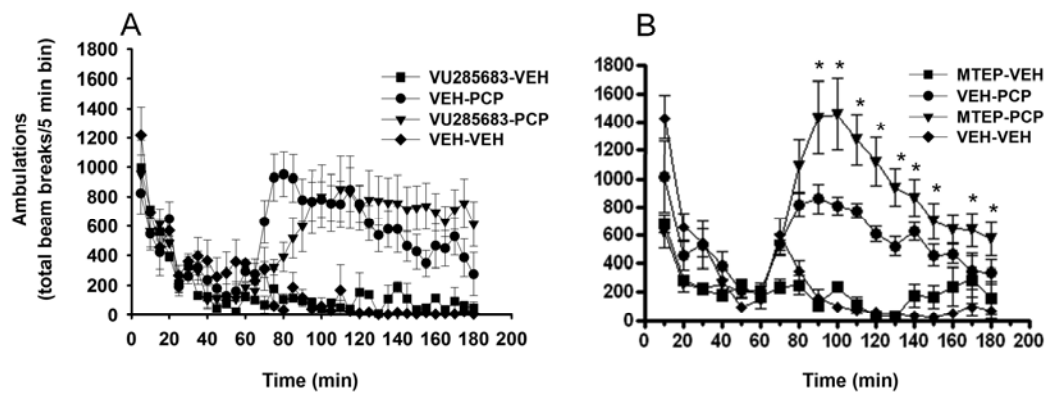 A
Ambulations
(total beam breaks/5 min bin)
1800
1600
1400
1200
1000
800
600
400
200
0
VU285683-VEH
VEH-PCP
VU285683-PCP
VEH-VEH
0 20 40 60 80 100 120 140 160 180 200
Time (min)
B
1800
1600
1400
1200
1000
800
600
400
200
0
* * * * * * * * *
MTEP-VEH
VEH-PCP
MTEP-PCP
VEH-VEH
0 20 40 60 80 100 120 140 160 180 200
Time (min)